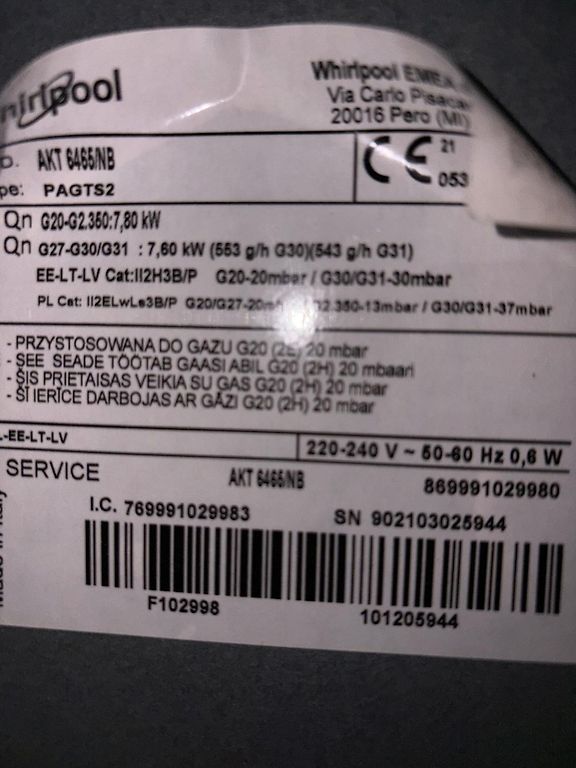 Whirlpool
Whirlpool EMEA
Via Carlo Pisaca
20016 Pero (MI)
AKT 6465/NB
pe: PAGTS2
CE 21
053
Qn G20-G2.350:7,80 kW
Qn G27-G30/G31 : 7,60 kW (553 g/h G30)(543 g/h G31)
EE-LT-LV Cat:II2H3B/P G20-20mbar / G30/G31-30mbar
PL Cat: II2ELwLs3B/P G20/G27-20m 2.350-13mbar / G30/G31-37mbar
- PRZYSTOSOWANA DO GAZU G20 (2E) 20 mbar
- SEE SEADE TÖÖTAB GAASI ABIL G20 (2H) 20 mbaari
- ŠIS PRIETAISAS VEIKIA SU GAS G20 (2H) 20 mbar
- ŠĪ IERĪCE DARBOJAS AR GĀZI G20 (2H) 20 mbar
-EE-LT-LV
220-240 V ~ 50-60 Hz 0,6 W
SERVICE
AKT 6465/NB
869991029980
I.C. 769991029983
SN 902103025944
F102998
101205944
Made in Italy